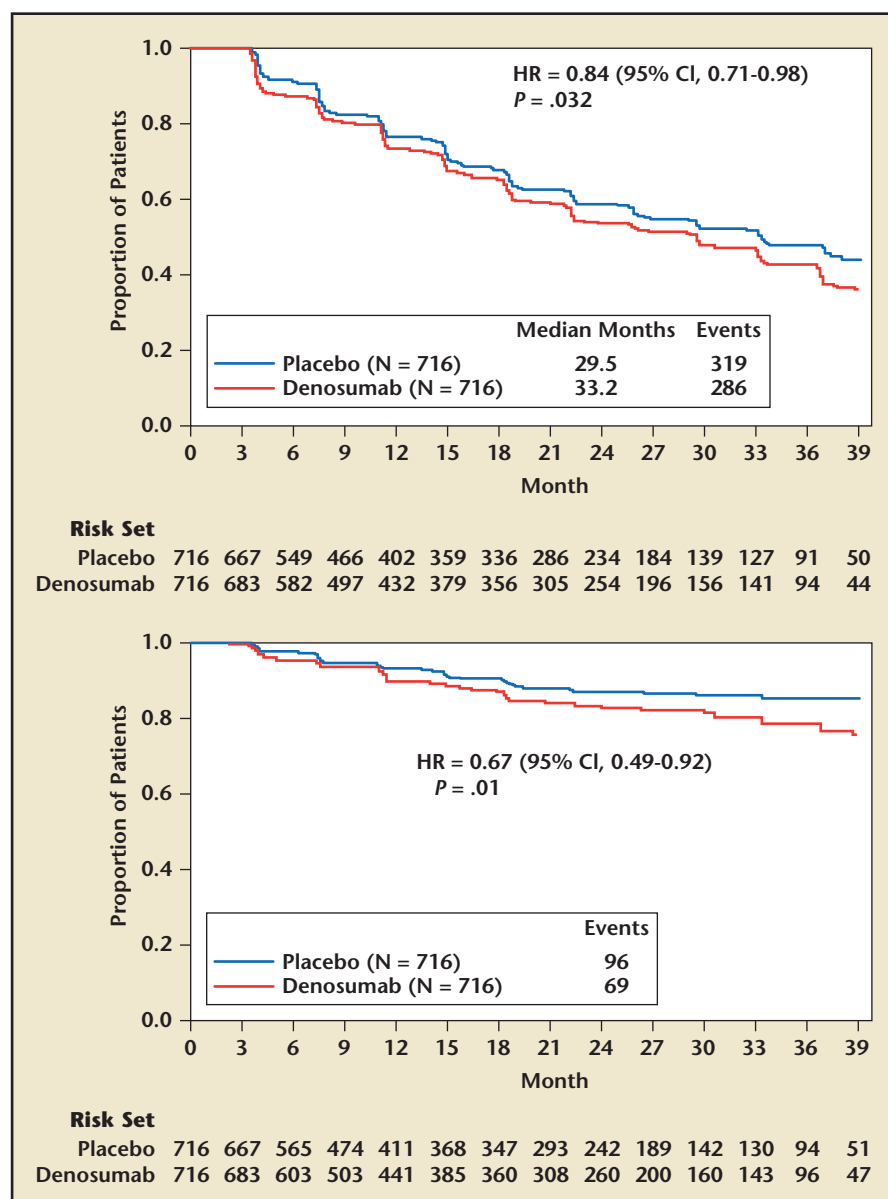 1.0
0.8
0.6
0.4
0.2
0.0
Proportion of Patients
HR = 0.84 (95% CI, 0.71-0.98)
P = .032
Median Months Events
Placebo (N = 716) 29.5 319
Denosumab (N = 716) 33.2 286
0 3 6 9 12 15 18 21 24 27 30 33 36 39
Month
Risk Set
Placebo 716 667 549 466 402 359 336 286 234 184 139 127 91 50
Denosumab 716 683 582 497 432 379 356 305 254 196 156 141 94 44
1.0
0.8
0.6
0.4
0.2
0.0
Proportion of Patients
HR = 0.67 (95% CI, 0.49-0.92)
P = .01
Events
Placebo (N = 716) 96
Denosumab (N = 716) 69
0 3 6 9 12 15 18 21 24 27 30 33 36 39
Month
Risk Set
Placebo 716 667 565 474 411 368 347 293 242 189 142 130 94 51
Denosumab 716 683 603 503 441 385 360 308 260 200 160 143 96 47